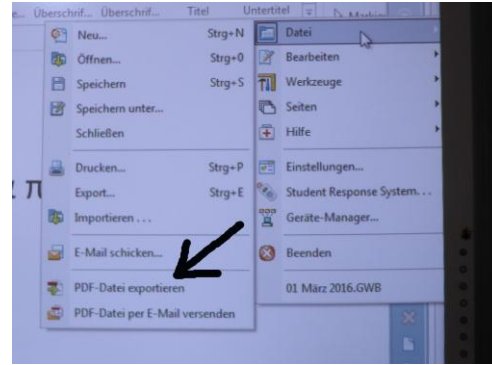 Überschrif... Überschrif... Titel Untertitel
Neu... Strg+N
Öffnen... Strg+0
Speichern Strg+S
Speichern unter...
Schließen
Drucken... Strg+P
Export... Strg+E
Importieren . . .
E-Mail schicken...
PDF-Datei exportieren
PDF-Datei per E-Mail versenden
Datei
Bearbeiten
Werkzeuge
Seiten
Hilfe
Einstellungen...
Student Response System. . .
Geräte-Manager...
Beenden
01 März 2016.GWB
π